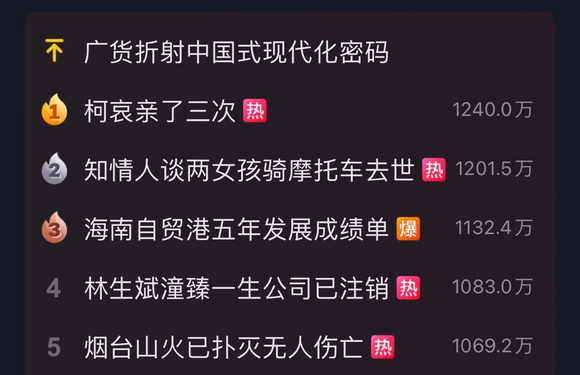 广货折射中国式现代化密码
1 柯哀亲了三次 热 1240.0万
2 知情人谈两女孩骑摩托车去世 热 1201.5万
3 海南自贸港五年发展成绩单 爆 1132.4万
4 林生斌潼臻一生公司已注销 热 1083.0万
5 烟台山火已扑灭无人伤亡 热 1069.2万